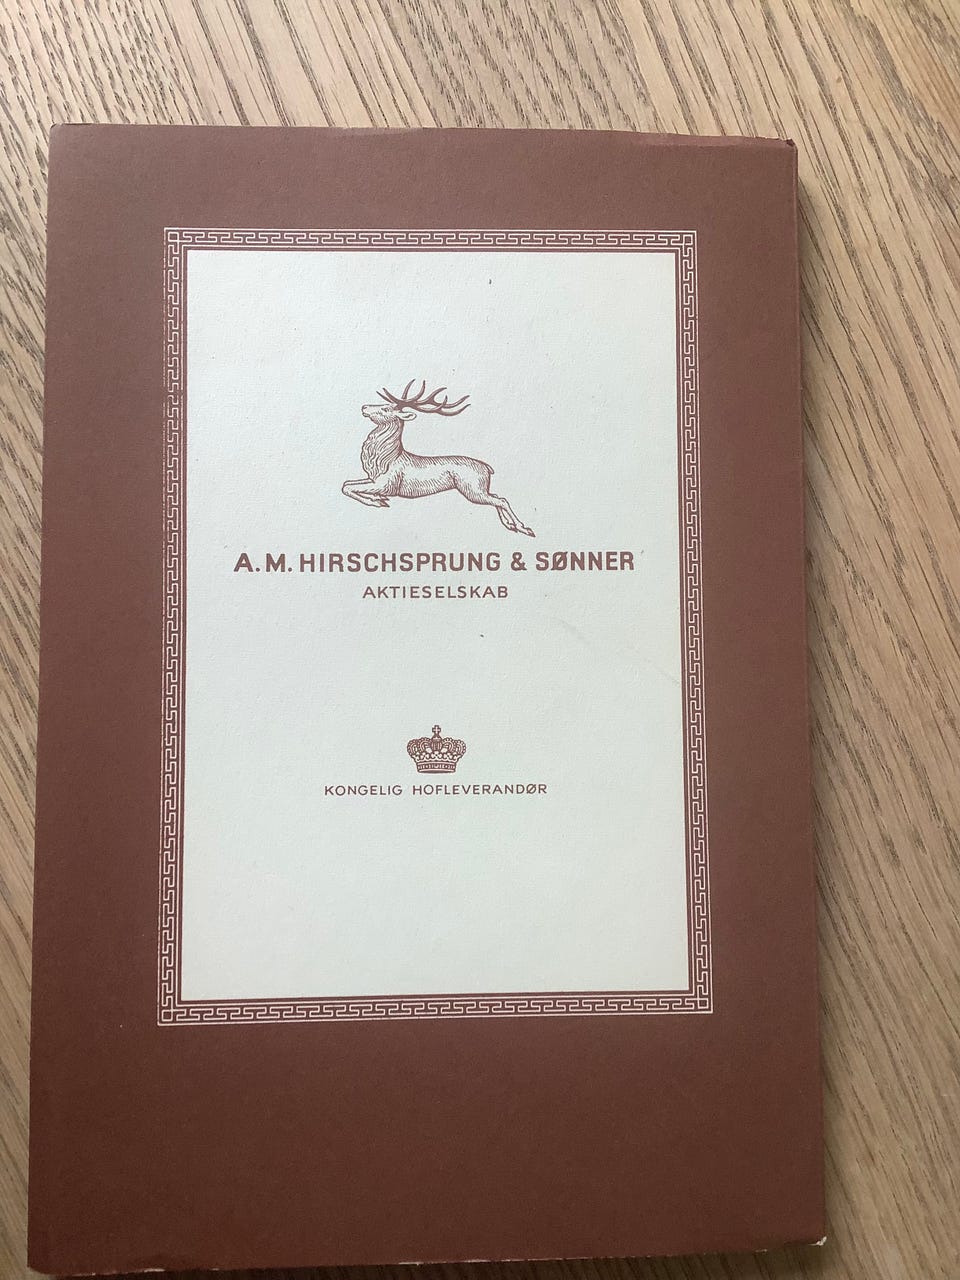 A. M. HIRSCHSPRUNG & SØNNER
AKTIESELSKAB
KONGELIG HOFLEVERANDØR